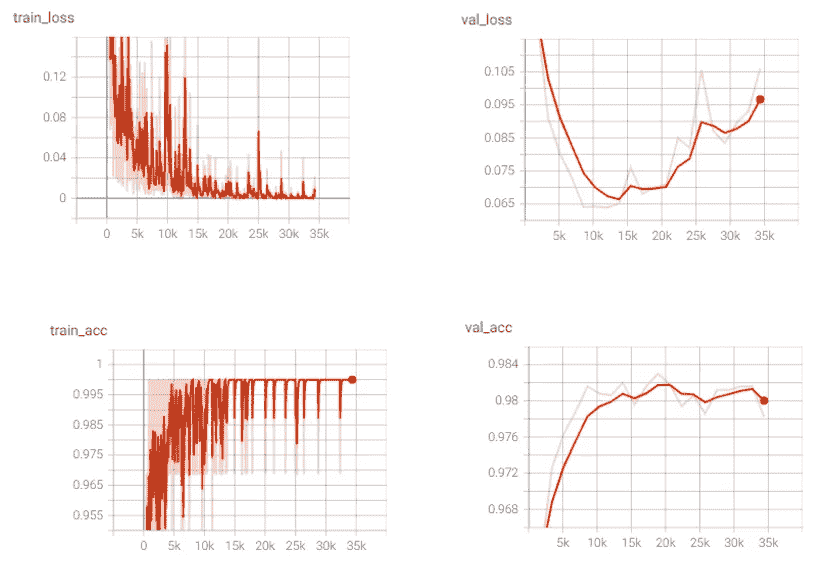 train_loss
0.12
0.08
0.04
0
0 5k 10k 15k 20k 25k 30k 35k
val_loss
0.105
0.095
0.085
0.075
0.065
5k 10k 15k 20k 25k 30k 35k
train_acc
1
0.995
0.985
0.975
0.965
0.955
0 5k 10k 15k 20k 25k 30k 35k
val_acc
0.984
0.98
0.976
0.972
0.968
5k 10k 15k 20k 25k 30k 35k